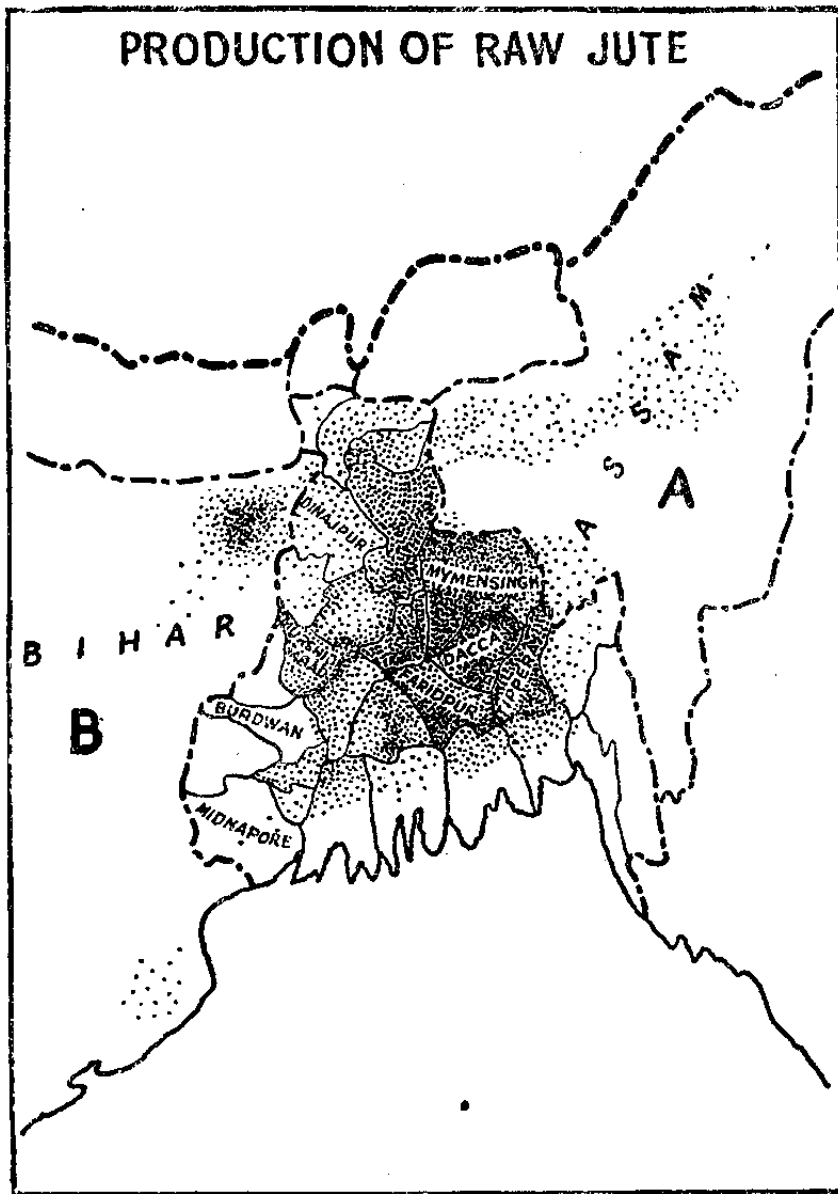 PRODUCTION OF RAW JUTE
ASSAM
A
DINAJPUR
MYMENSINGH
BIHAR
DACCA
FARIDPUR
B
BURDWAN
MIDNAPORE